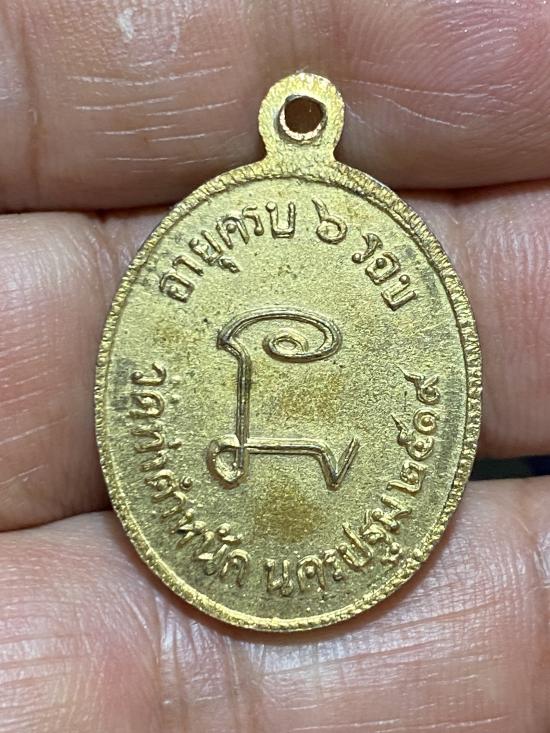 อายุครบ ๖ รอบ
วัดท่าตำหนัก นครปฐม ๒๕๑๙